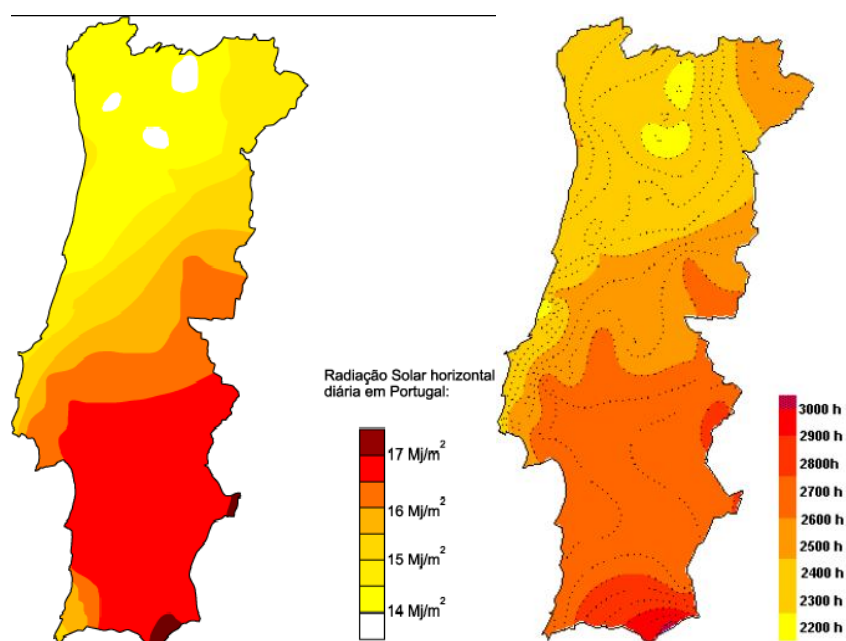 Radiação Solar horizontal
diária em Portugal:
17 Mj/m²
16 Mj/m²
15 Mj/m²
14 Mj/m²
3000 h
2900 h
2800h
2700 h
2600 h
2500 h
2400 h
2300 h
2200 h